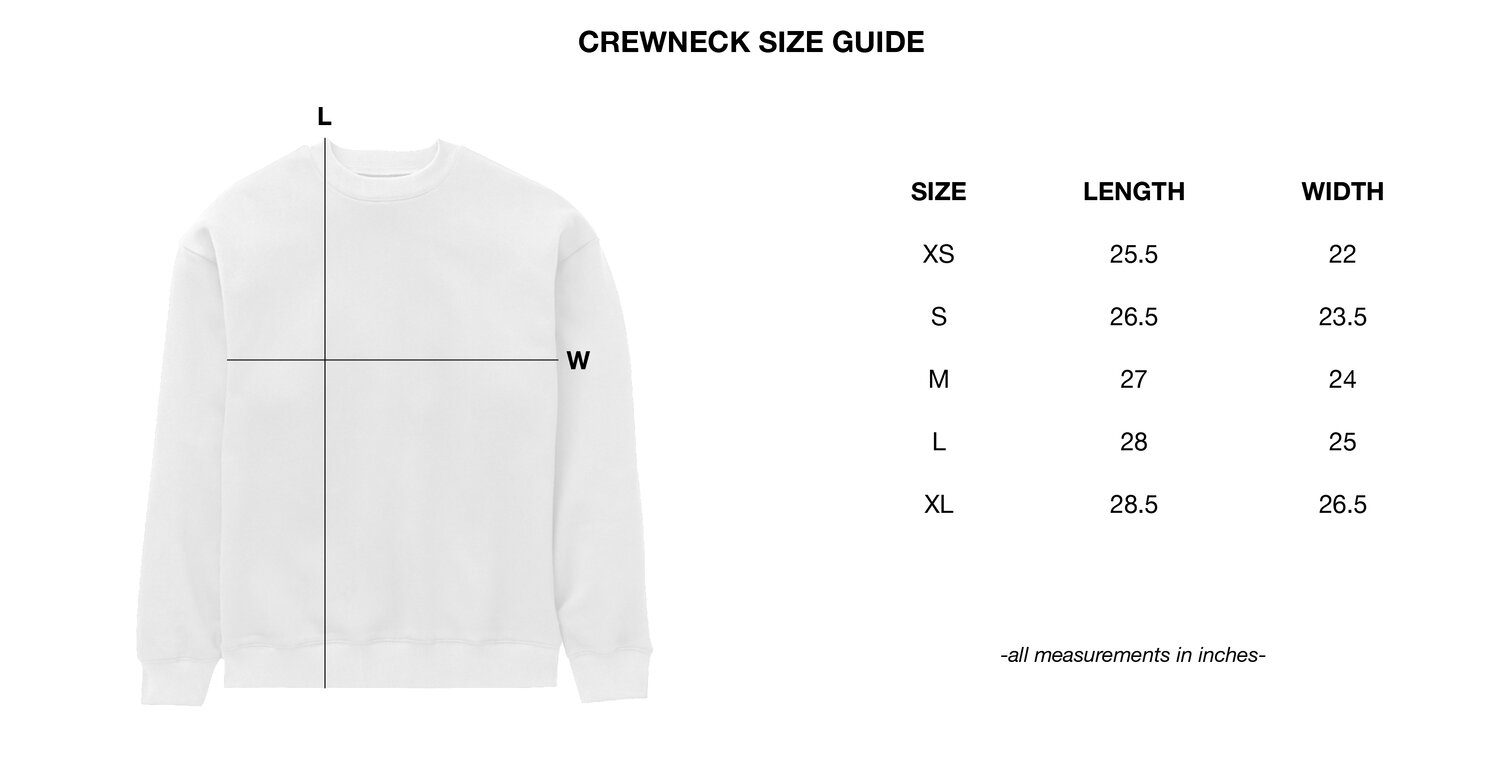 CREWNECK SIZE GUIDE
L
W
SIZE LENGTH WIDTH
XS 25.5 22
S 26.5 23.5
M 27 24
L 28 25
XL 28.5 26.5
-all measurements in inches-